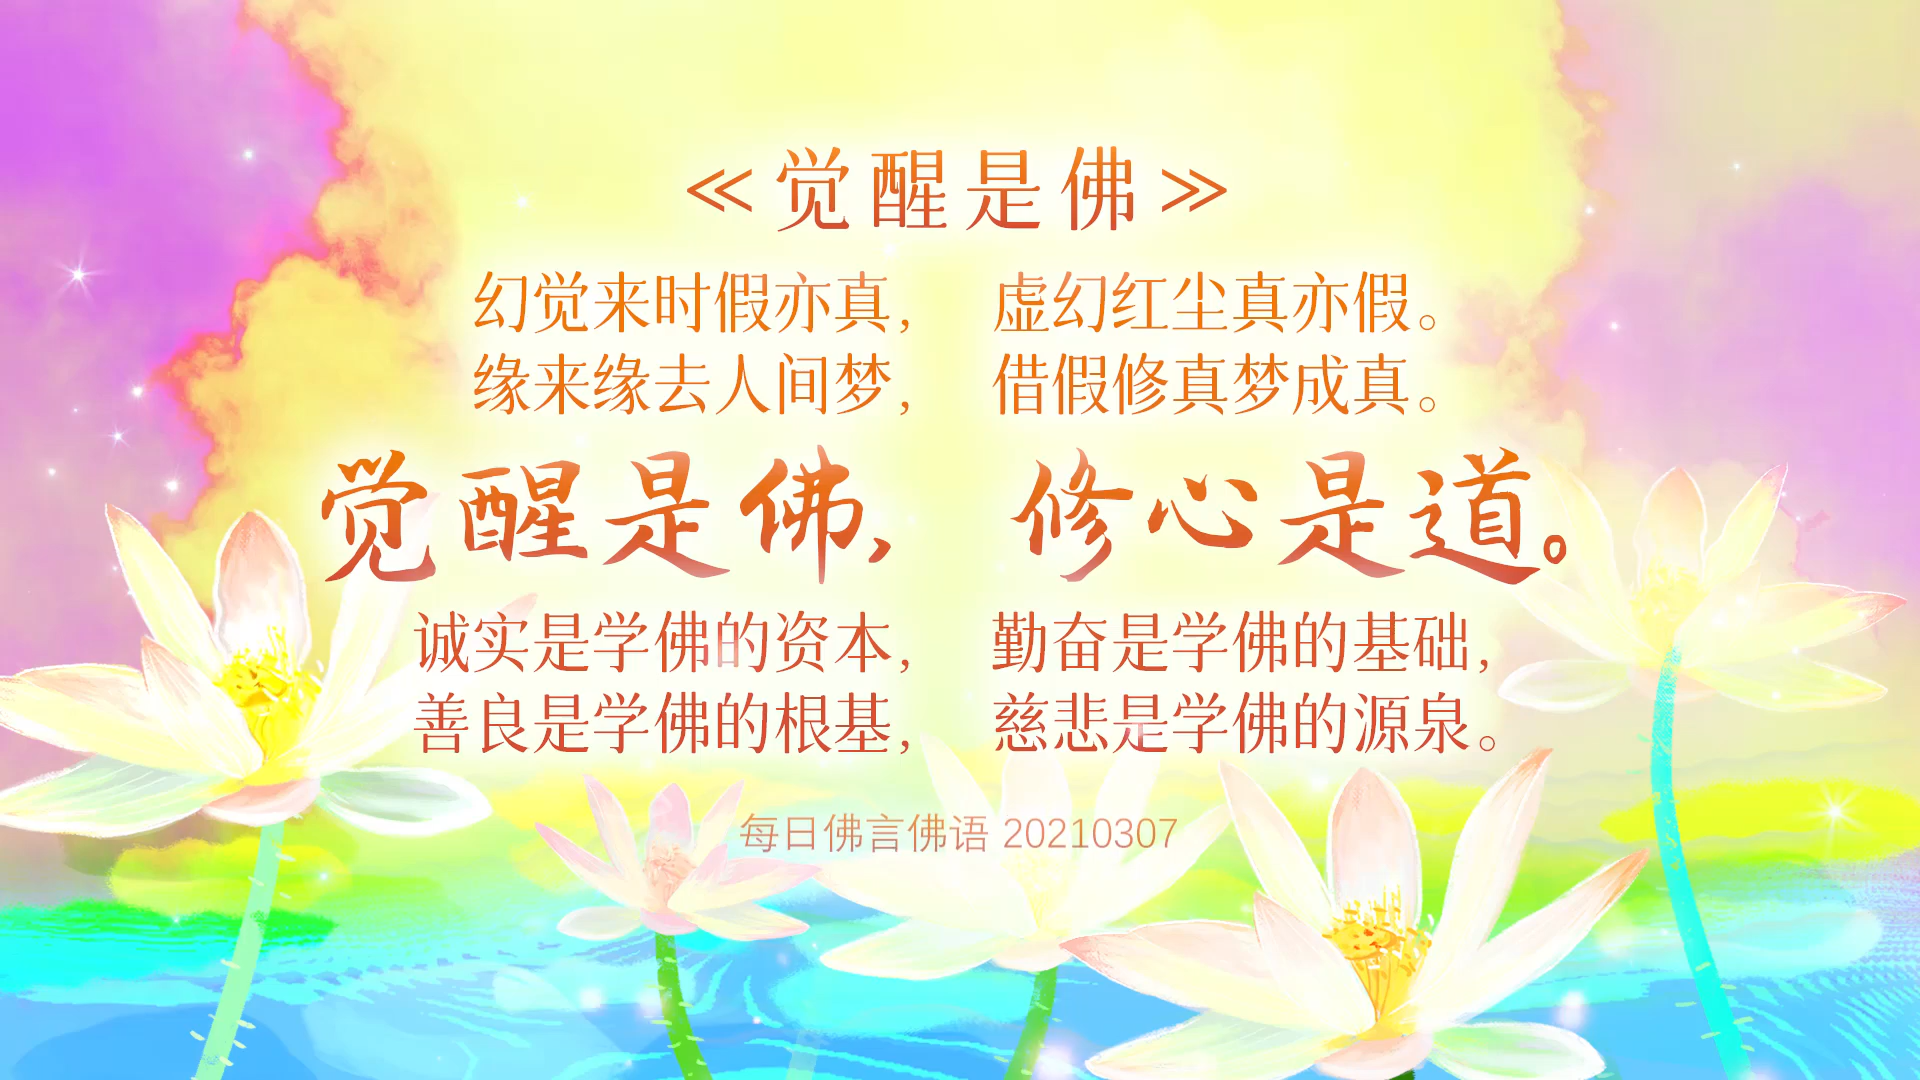 ≪觉醒是佛≫
幻觉来时假亦真, 虚幻红尘真亦假。
缘来缘去人间梦, 借假修真梦成真。
觉醒是佛, 修心是道。
诚实是学佛的资本, 勤奋是学佛的基础,
善良是学佛的根基, 慈悲是学佛的源泉。
每日佛言佛语 20210307